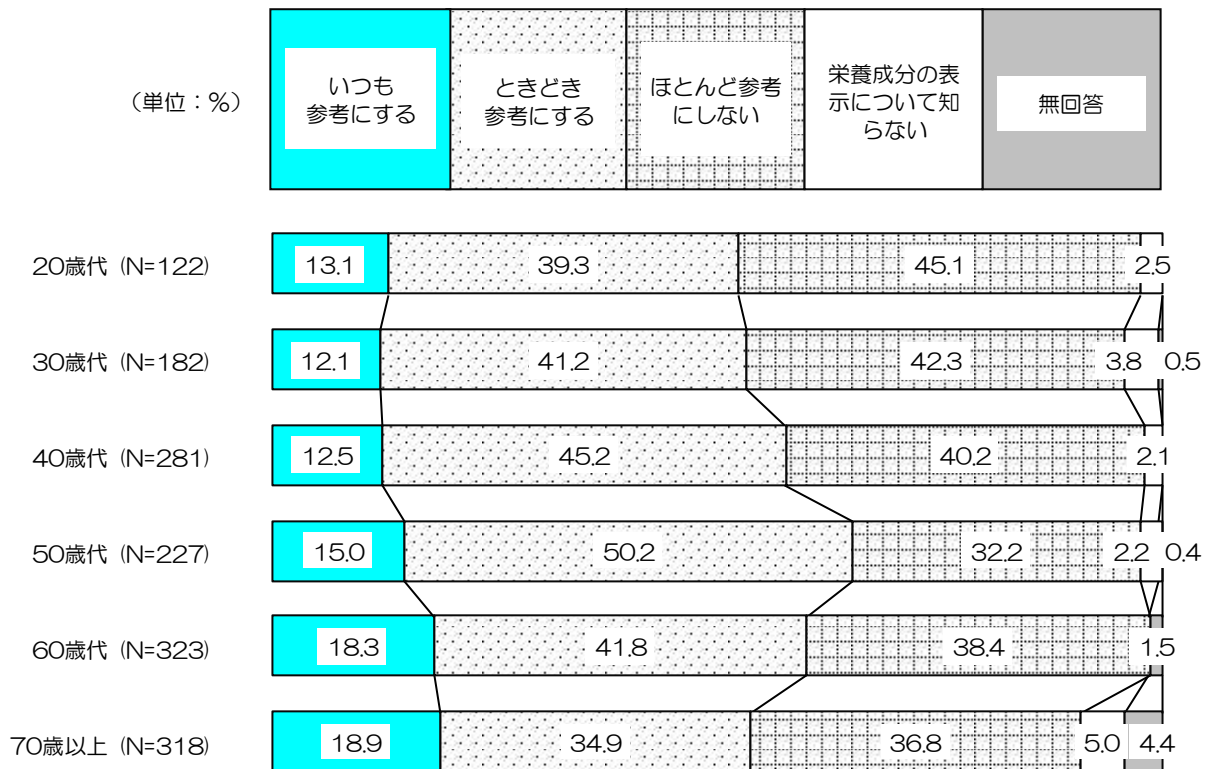 （単位：％）
いつも
参考にする
ときどき
参考にする
ほとんど参考
にしない
栄養成分の表
示について知
らない
無回答
20歳代 (N=122) 13.1 39.3 45.1 2.5
30歳代 (N=182) 12.1 41.2 42.3 3.8 0.5
40歳代 (N=281) 12.5 45.2 40.2 2.1
50歳代 (N=227) 15.0 50.2 32.2 2.2 0.4
60歳代 (N=323) 18.3 41.8 38.4 1.5
70歳以上 (N=318) 18.9 34.9 36.8 5.0 4.4